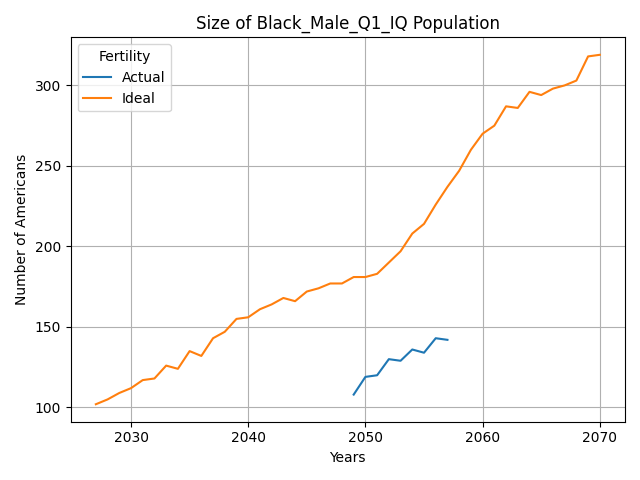 Size of Black_Male_Q1_IQ Population
Fertility
Actual
Ideal
Number of Americans
300
250
200
150
100
2030
2040
2050
2060
2070
Years